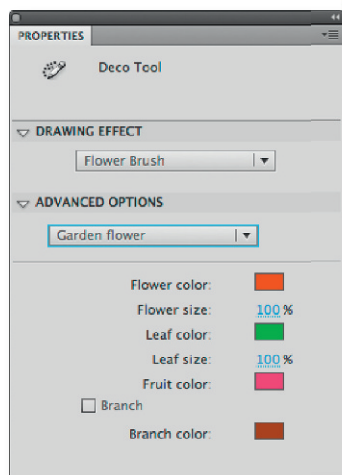 PROPERTIES
Deco Tool
DRAWING EFFECT
Flower Brush
ADVANCED OPTIONS
Garden flower
Flower color:
Flower size: 100 %
Leaf color:
Leaf size: 100 %
Fruit color:
Branch
Branch color: